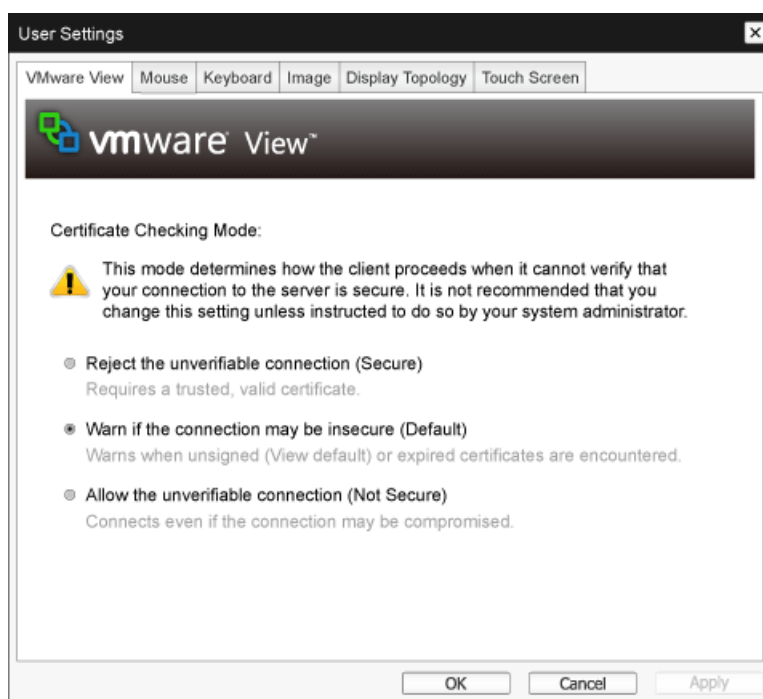 User Settings
VMware View Mouse Keyboard Image Display Topology Touch Screen
vmware View™
Certificate Checking Mode:
This mode determines how the client proceeds when it cannot verify that
your connection to the server is secure. It is not recommended that you
change this setting unless instructed to do so by your system administrator.
Reject the unverifiable connection (Secure)
Requires a trusted, valid certificate.
Warn if the connection may be insecure (Default)
Warns when unsigned (View default) or expired certificates are encountered.
Allow the unverifiable connection (Not Secure)
Connects even if the connection may be compromised.
OK Cancel Apply